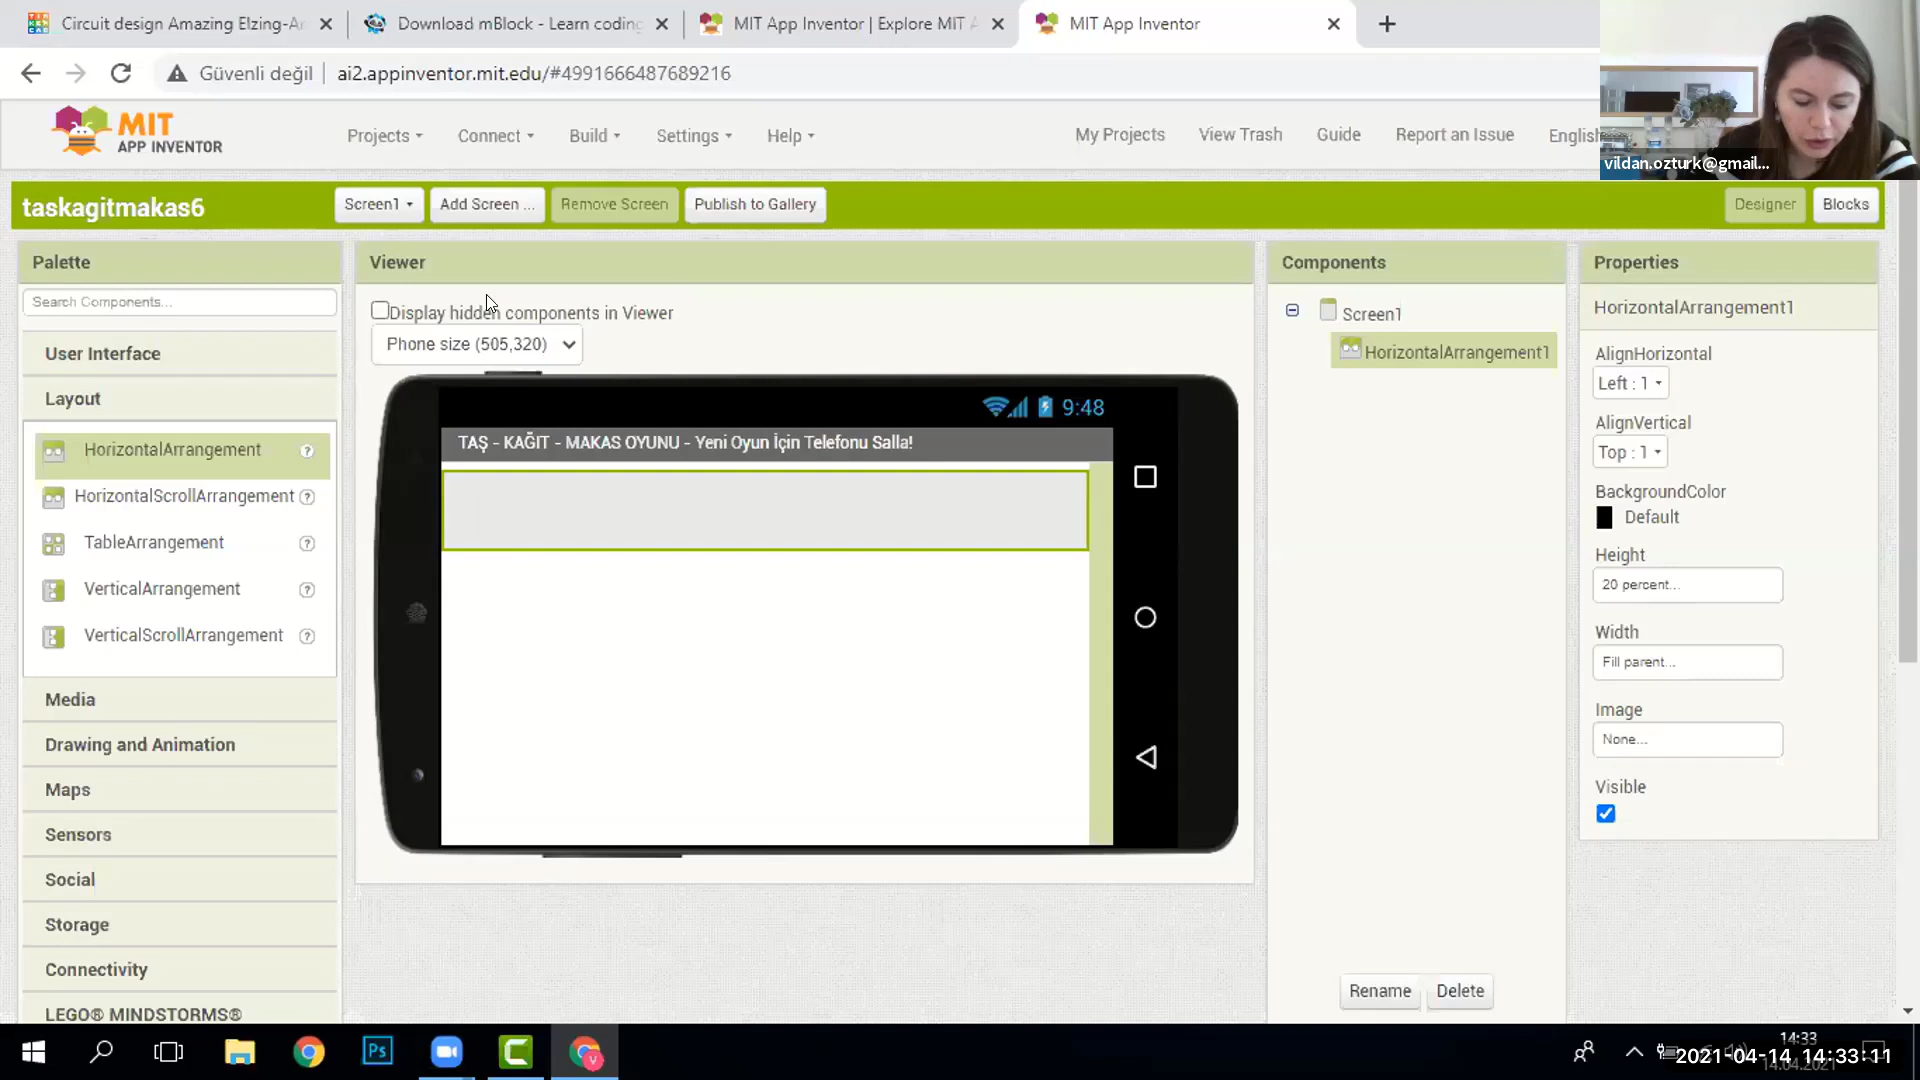 Circuit design Amazing Elzing-Ar
Download mBlock - Learn coding
MIT App Inventor | Explore MIT A
MIT App Inventor
Güvenli değil
ai2.appinventor.mit.edu/#4991666487689216
MIT
APP INVENTOR
Projects
Connect
Build
Settings
Help
My Projects
View Trash
Guide
Report an Issue
English
vildan.ozturk@gmail...
taskagitmakas6
Screen1
Add Screen ...
Remove Screen
Publish to Gallery
Designer
Blocks
Palette
Search Components...
User Interface
Layout
HorizontalArrangement
HorizontalScrollArrangement
TableArrangement
VerticalArrangement
VerticalScrollArrangement
Media
Drawing and Animation
Maps
Sensors
Social
Storage
Connectivity
LEGO® MINDSTORMS®
Viewer
Display hidden components in Viewer
Phone size (505,320)
9:48
TAŞ - KAĞIT - MAKAS OYUNU - Yeni Oyun İçin Telefonu Salla!
Components
Screen1
HorizontalArrangement1
Rename
Delete
Properties
HorizontalArrangement1
AlignHorizontal
Left : 1
AlignVertical
Top : 1
BackgroundColor
Default
Height
20 percent...
Width
Fill parent...
Image
None...
Visible
Ps
V
14:33
14.04.2021
2021-04-14 14:33:11